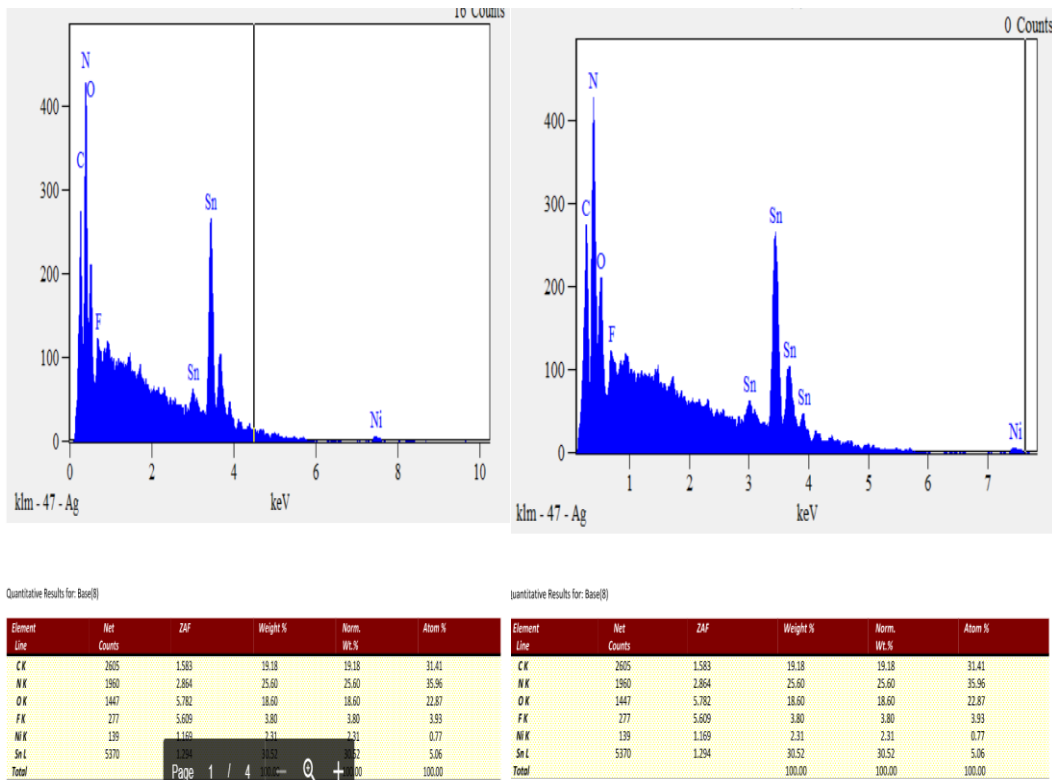 16 Counts
N
O
C
400
300
200
100
0
Sn
F
Sn
Ni
0 2 4 6 8 10
klm - 47 - Ag keV
0 Counts
N
C
O
F
400
300
200
100
0
Sn
Sn
Sn
Sn
Ni
1 2 3 4 5 6 7
klm - 47 - Ag keV
Quantitative Results for: Base(8)
Element Line Net Counts ZAF Weight % Norm. Wt.% Atom %
C K 2605 1.583 19.18 19.18 31.41
N K 1960 2.864 25.60 25.60 35.96
O K 1447 5.782 18.60 18.60 22.87
F K 277 5.609 3.80 3.80 3.93
Ni K 139 1.169 2.31 2.31 0.77
Sn L 5370 1.294 30.52 30.52 5.06
Total 100.00
Page 1 / 4
uantitative Results for: Base(8)
Element Line Net Counts ZAF Weight % Norm. Wt.% Atom %
C K 2605 1.583 19.18 19.18 31.41
N K 1960 2.864 25.60 25.60 35.96
O K 1447 5.782 18.60 18.60 22.87
F K 277 5.609 3.80 3.80 3.93
Ni K 139 1.169 2.31 2.31 0.77
Sn L 5370 1.294 30.52 30.52 5.06
Total 100.00 100.00 100.00